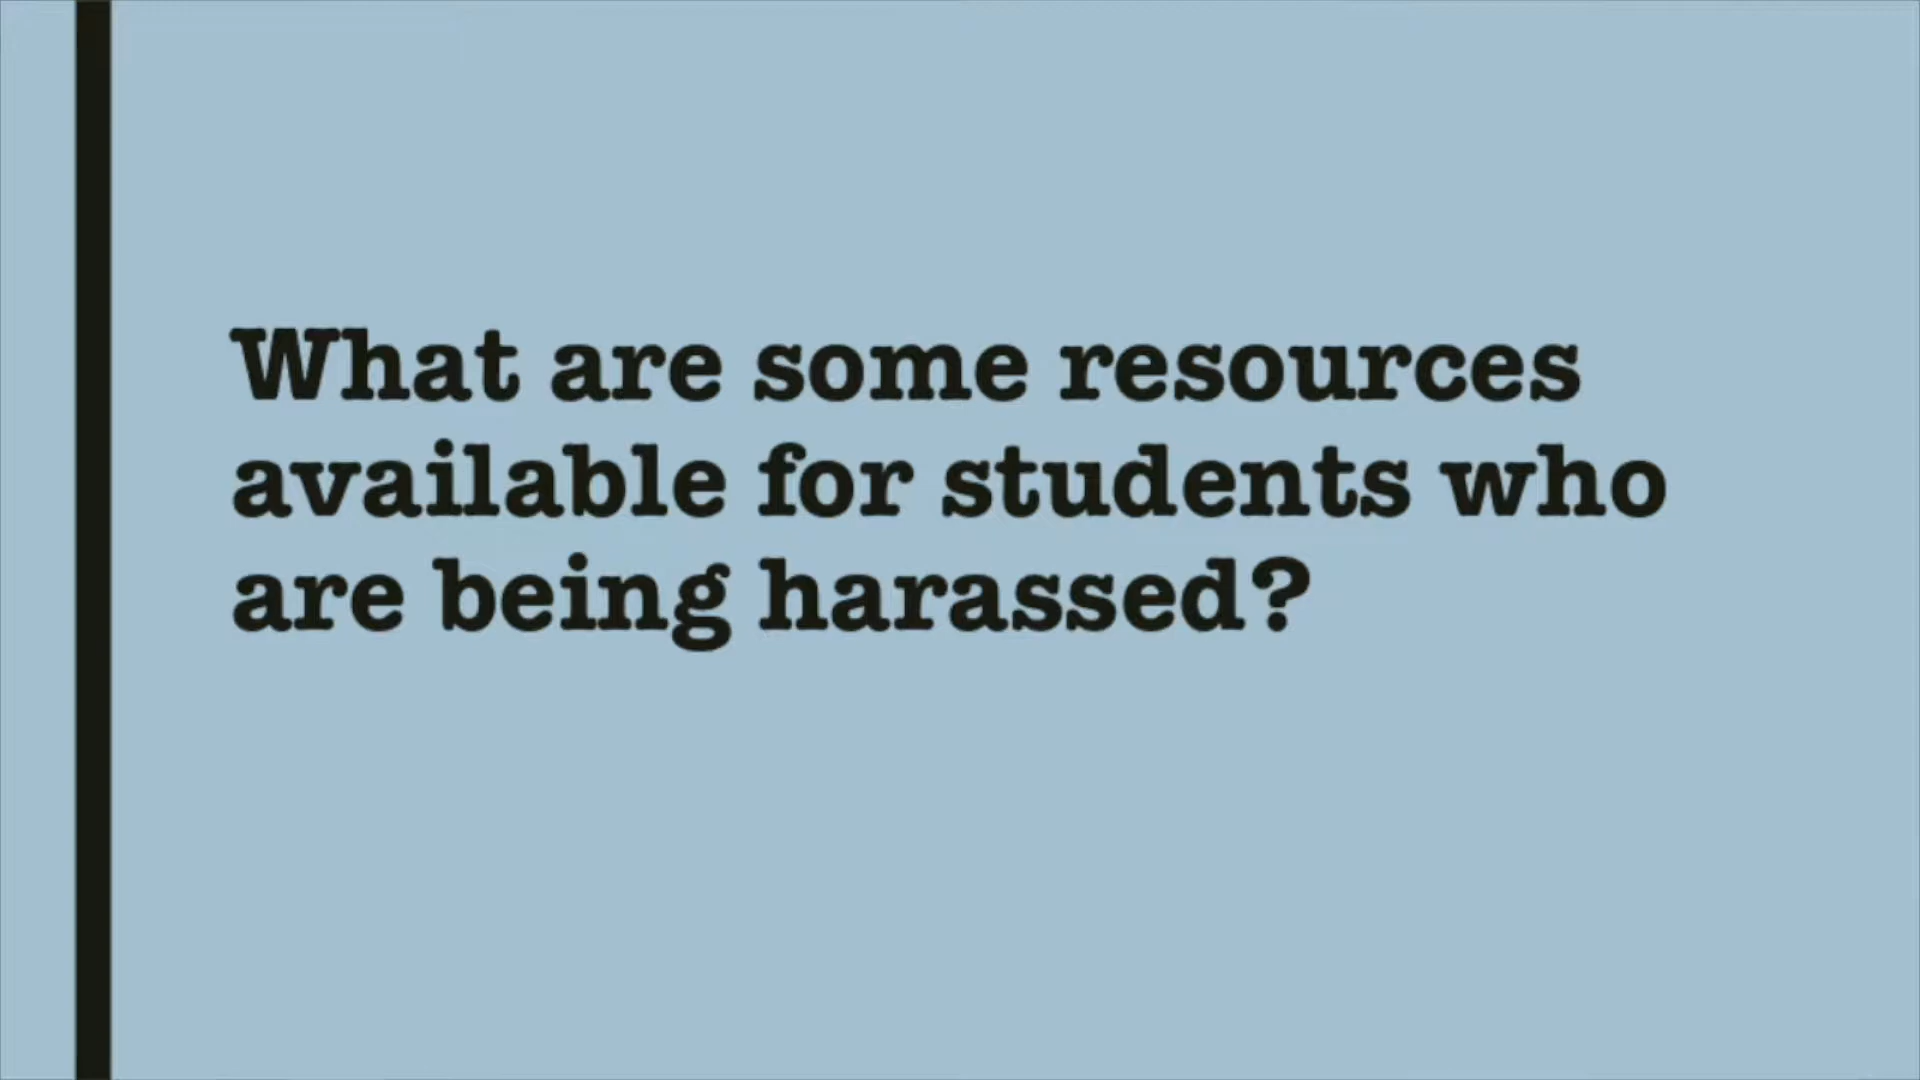 What are some resources
available for students who
are being harassed?